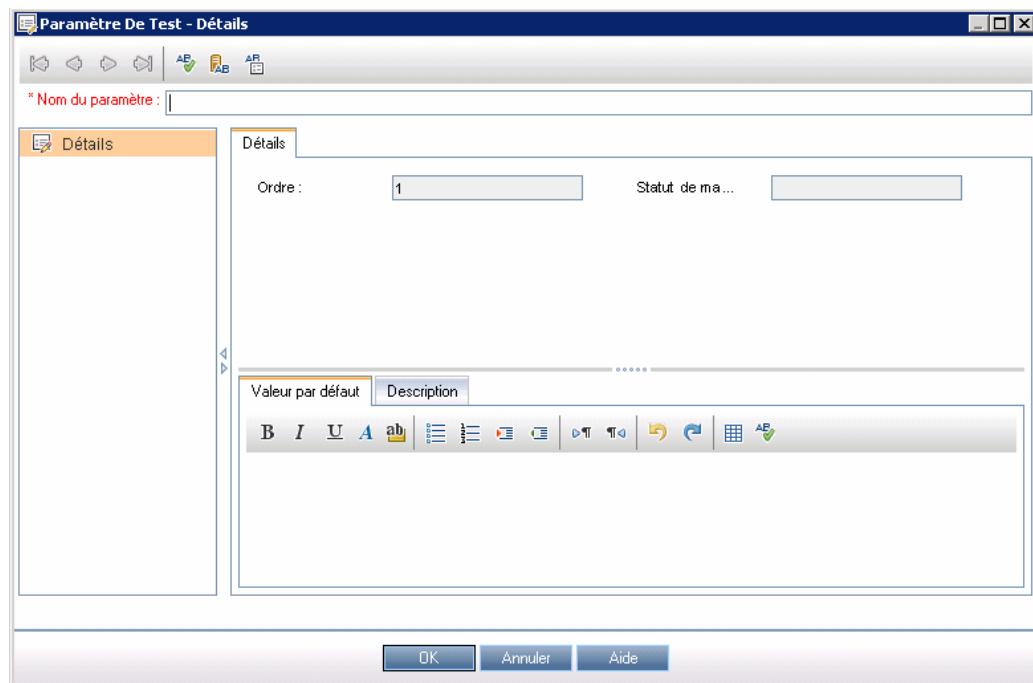 Paramètre De Test - Détails
* Nom du paramètre :
Détails
Détails
Ordre : 1 Statut de ma...
Valeur par défaut Description
B I U A ab
OK Annuler Aide